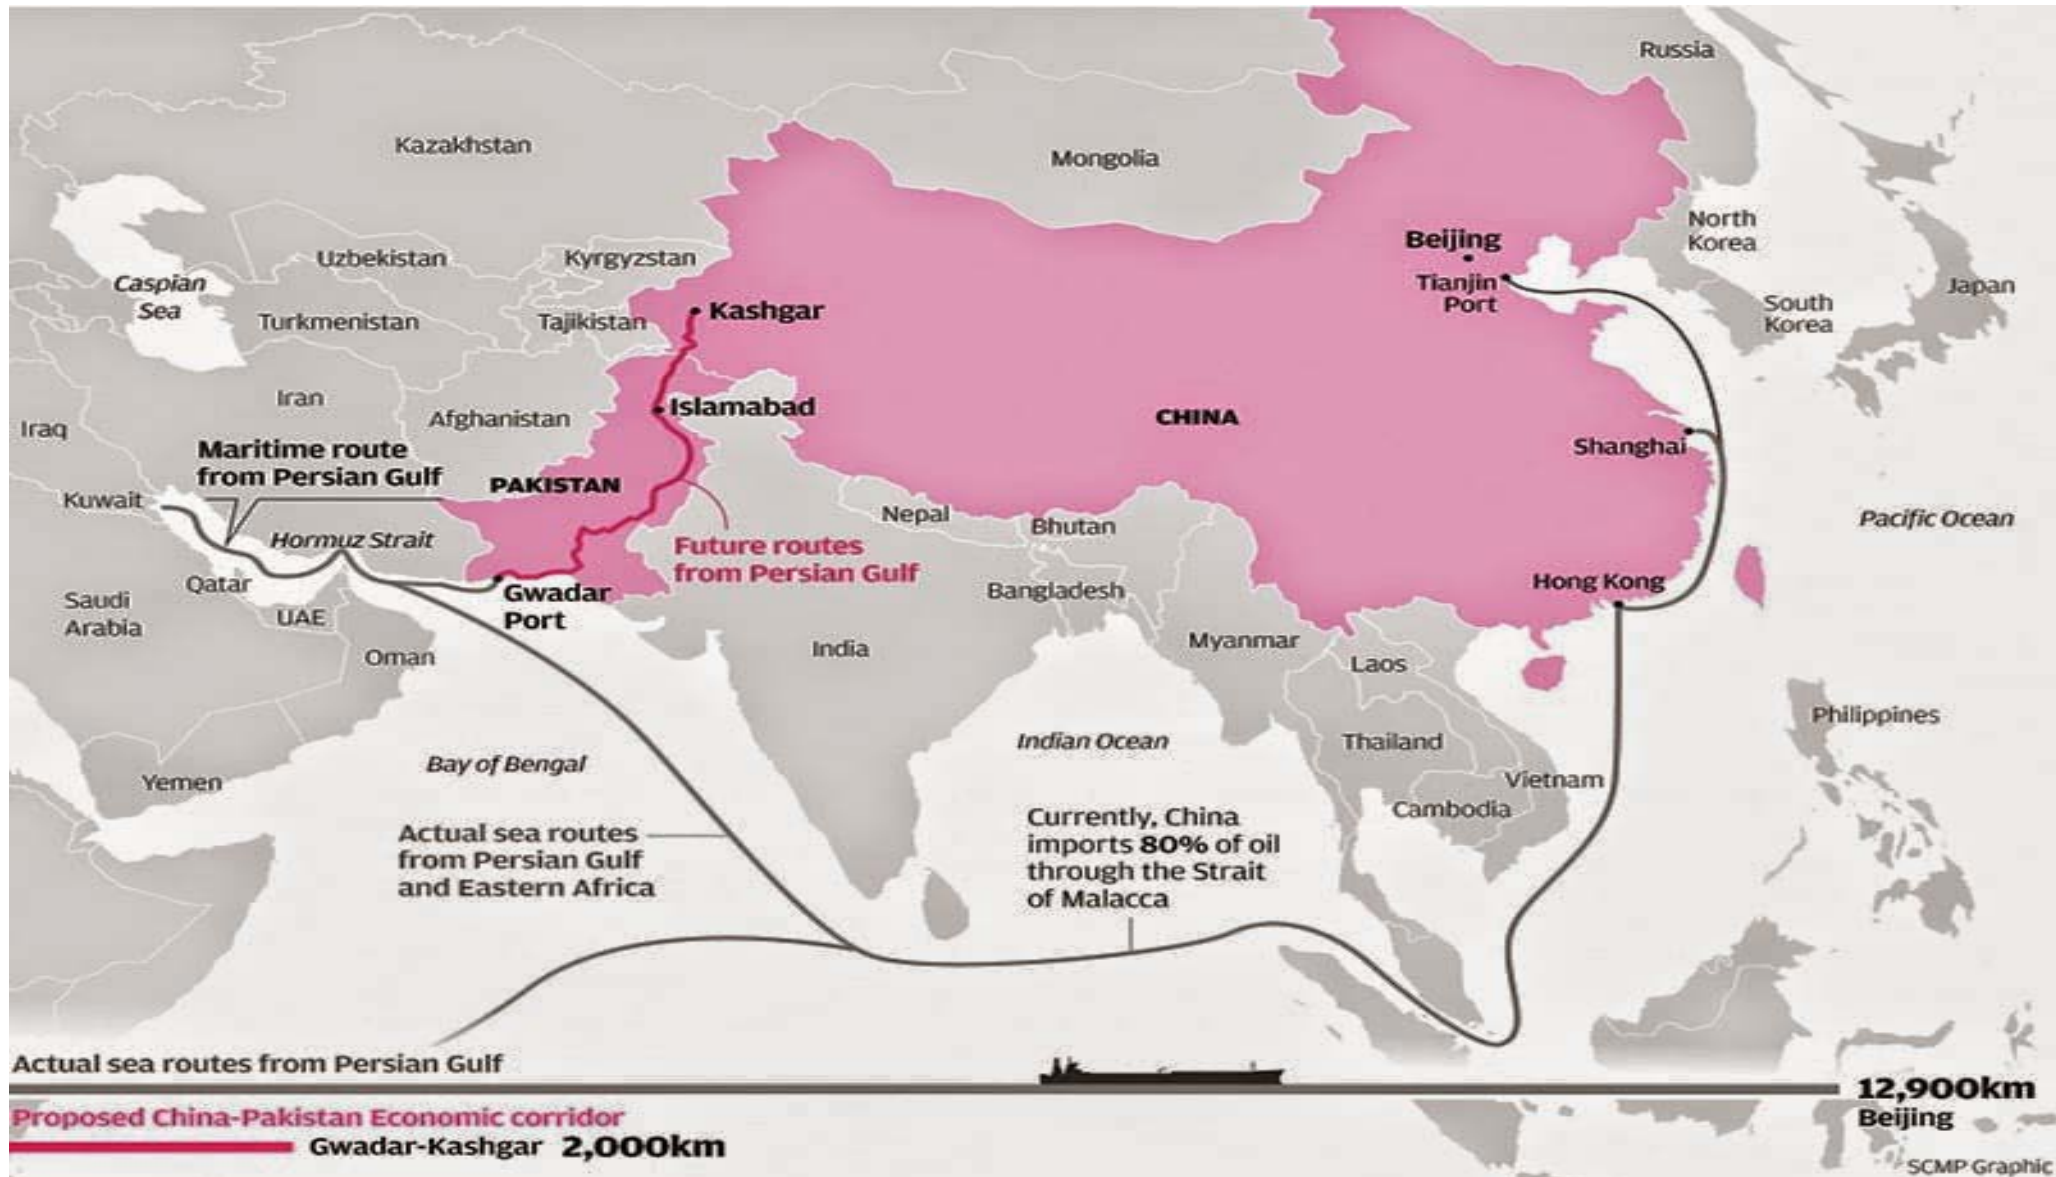 Russia
Kazakhstan
Mongolia
North
Korea
Beijing
Uzbekistan
Kyrgyzstan
Caspian
Sea
Tianjin
Port
Japan
South
Korea
Kashgar
Turkmenistan
Tajikistan
Iran
Islamabad
Afghanistan
CHINA
Iraq
Shanghai
Maritime route
from Persian Gulf
PAKISTAN
Kuwait
Nepal
Bhutan
Pacific Ocean
Hormuz Strait
Future routes
from Persian Gulf
Qatar
Hong Kong
Gwadar
Port
Bangladesh
Saudi
Arabia
UAE
India
Myanmar
Oman
Laos
Philippines
Indian Ocean
Thailand
Bay of Bengal
Yemen
Vietnam
Cambodia
Actual sea routes
from Persian Gulf
and Eastern Africa
Currently, China
imports 80% of oil
through the Strait
of Malacca
Actual sea routes from Persian Gulf
12,900km
Beijing
Proposed China-Pakistan Economic corridor
Gwadar-Kashgar 2,000km
SCMP Graphic